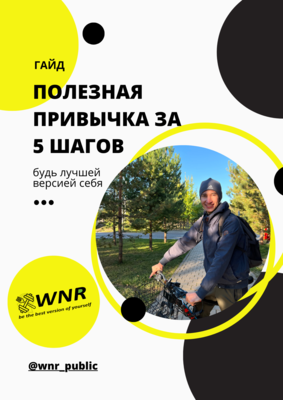 ГАЙД
ПОЛЕЗНАЯ
ПРИВЫЧКА ЗА
5 ШАГОВ
будь лучшей
версией себя
WNR
be the best version of yourself
@wnr_public